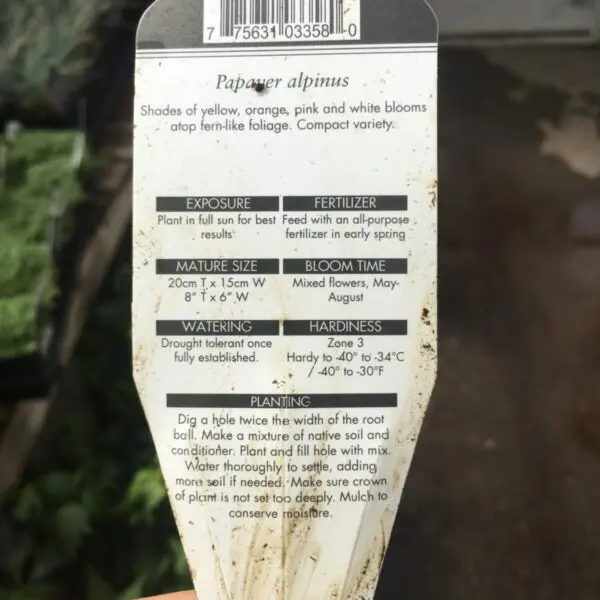 7 75631 03358 0
Papaver alpinus
Shades of yellow, orange, pink and white blooms
atop fern-like foliage. Compact variety.
EXPOSURE
Plant in full sun for best
results
FERTILIZER
Feed with an all-purpose
fertilizer in early spring
MATURE SIZE
20cm T x 15cm W
8" T x 6" W
BLOOM TIME
Mixed flowers, May-
August
WATERING
Drought tolerant once
fully established.
HARDINESS
Zone 3
Hardy to -40° to -34°C
/ -40° to -30°F
PLANTING
Dig a hole twice the width of the root
ball. Make a mixture of native soil and
conditioner. Plant and fill hole with mix.
Water thoroughly to settle, adding
more soil if needed. Make sure crown
of plant is not set too deeply. Mulch to
conserve moisture.